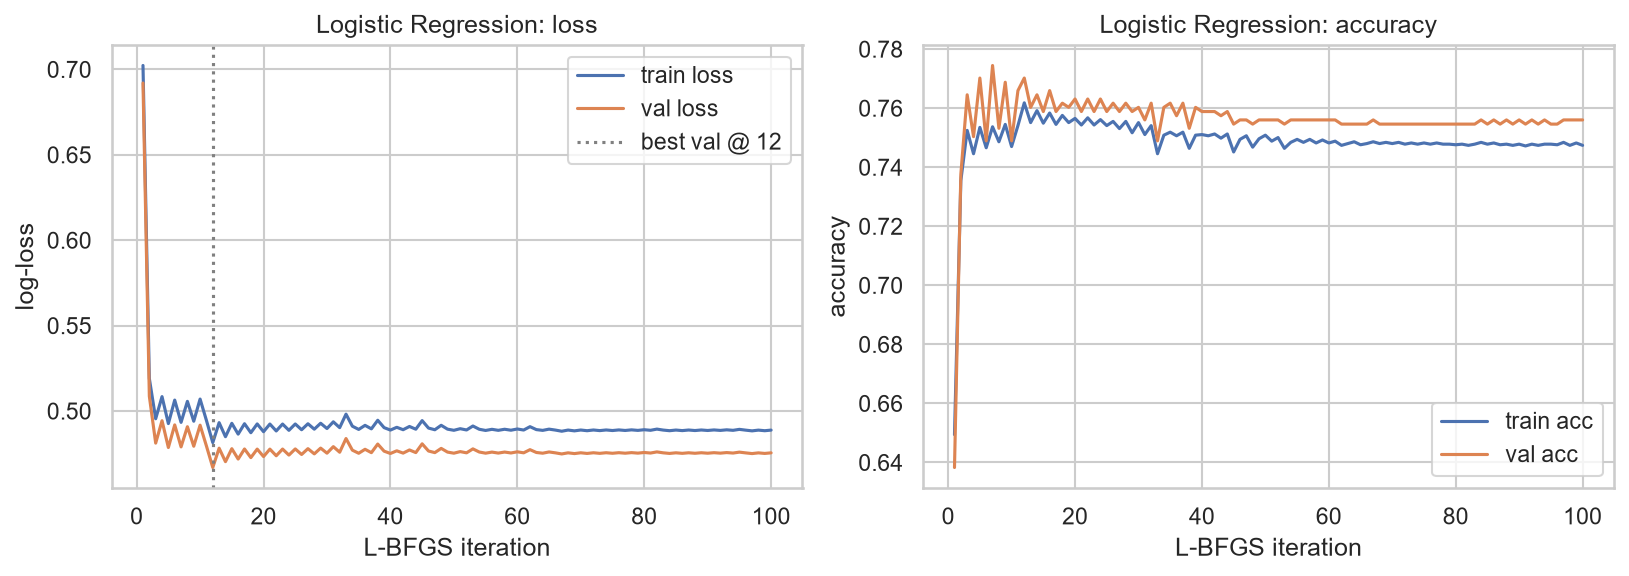 Logistic Regression: loss
0.70
0.65
0.60
0.55
0.50
log-loss
train loss
val loss
best val @ 12
0
20
40
60
80
100
L-BFGS iteration
Logistic Regression: accuracy
0.78
0.76
0.74
0.72
0.70
0.68
0.66
0.64
accuracy
train acc
val acc
0
20
40
60
80
100
L-BFGS iteration